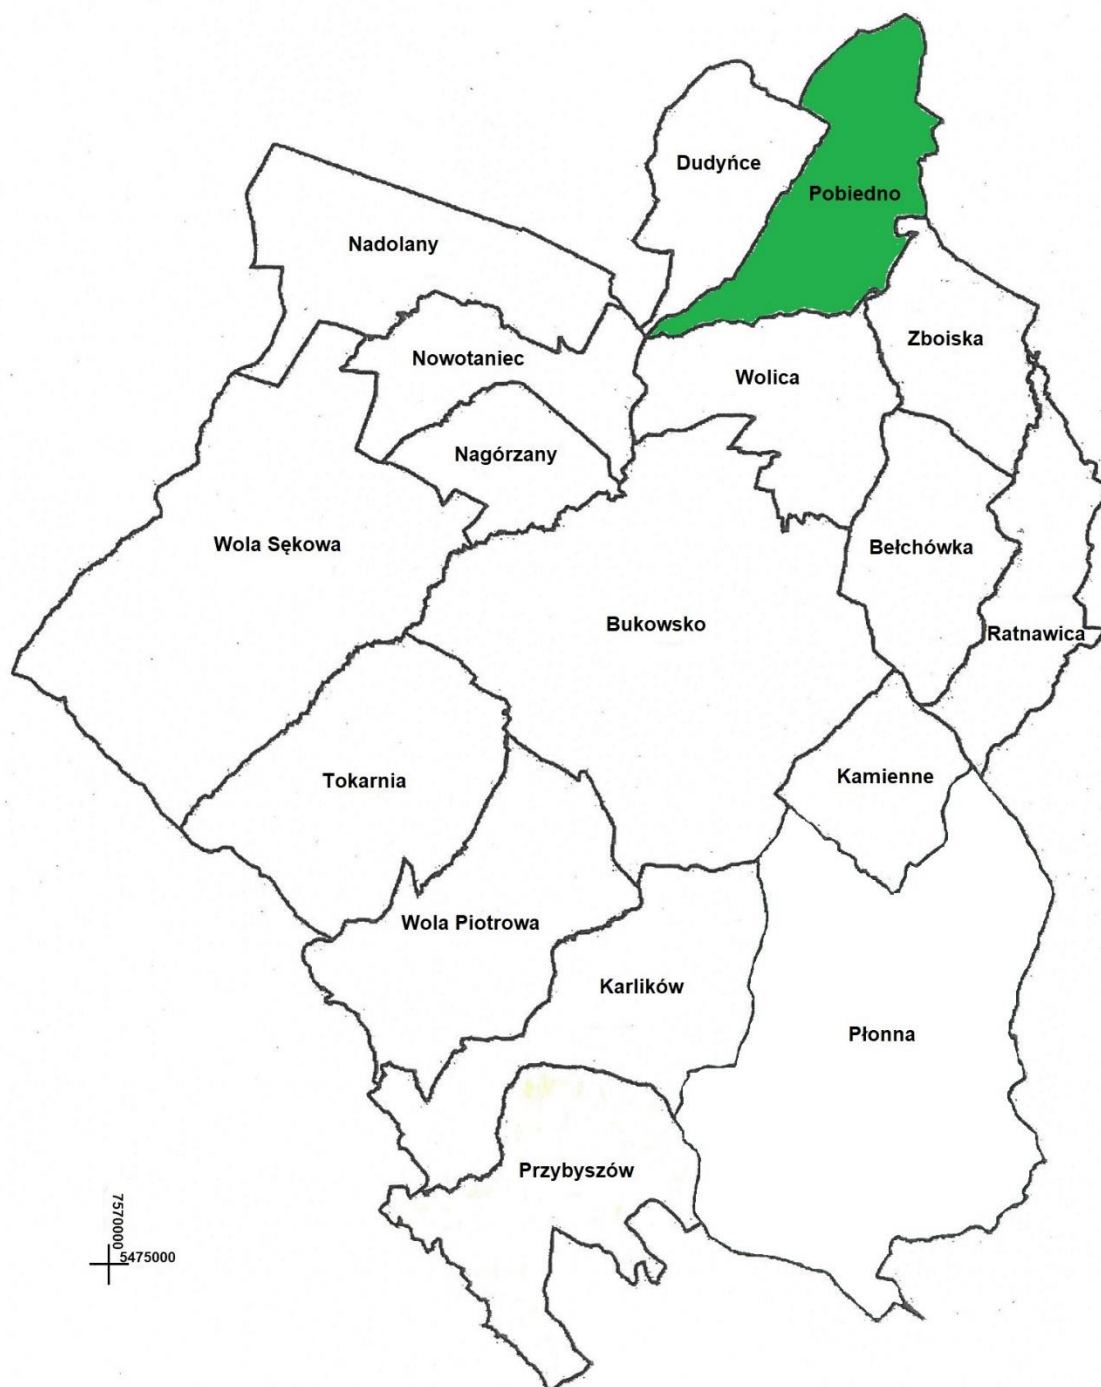 Dudyńce
Pobiedno
Nadolany
Zboiska
Nowotaniec
Wolica
Nagórzany
Wola Sękowa
Bełchówka
Bukowsko
Ratnawica
Tokarnia
Kamienne
Wola Piotrowa
Karlików
Płonna
Przybyszów
7570000
5475000